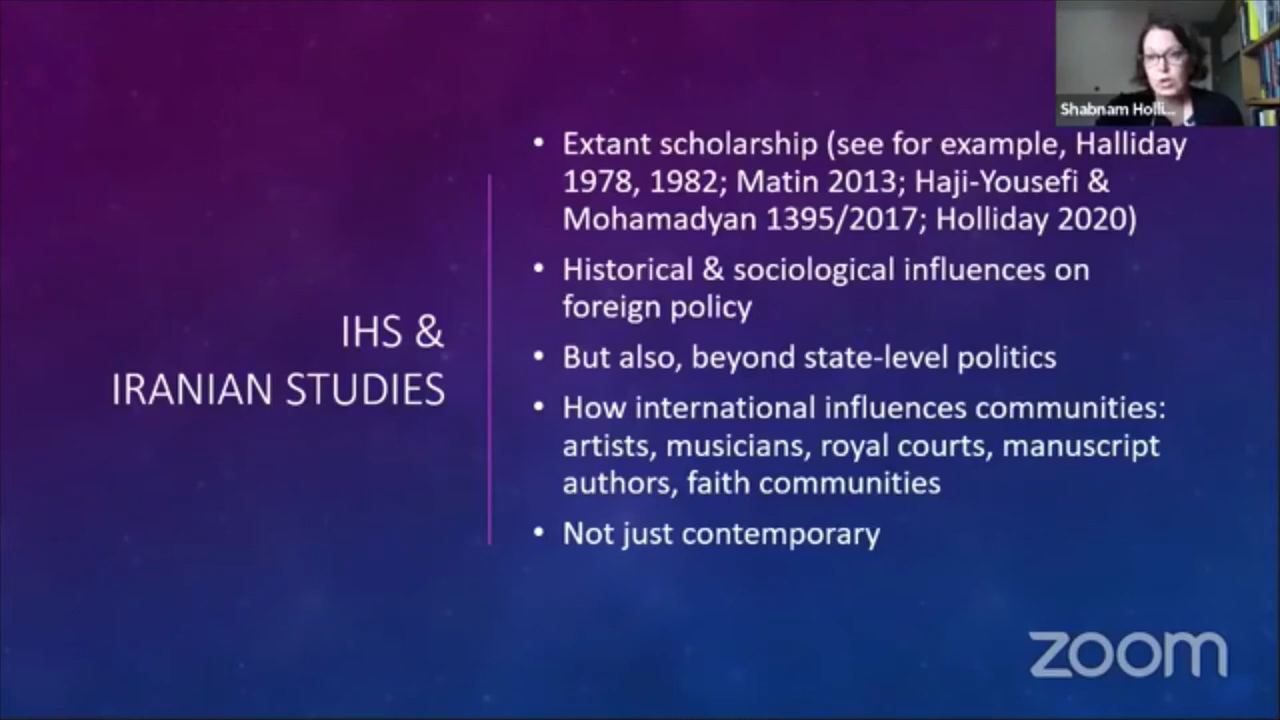 Shabnam Holli...
IHS &
IRANIAN STUDIES
• Extant scholarship (see for example, Halliday
1978, 1982; Matin 2013; Haji-Yousefi &
Mohamadyan 1395/2017; Holliday 2020)
• Historical & sociological influences on
foreign policy
• But also, beyond state-level politics
• How international influences communities:
artists, musicians, royal courts, manuscript
authors, faith communities
• Not just contemporary
zoom